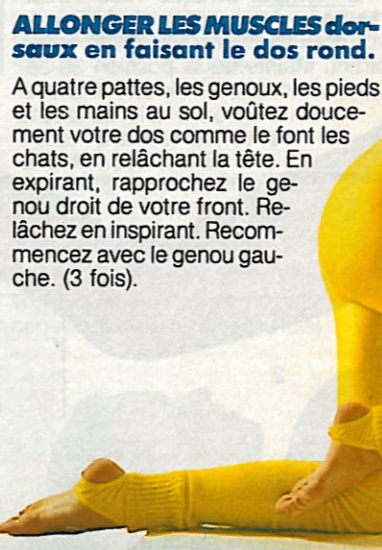 ALLONGER LES MUSCLES dor-
saux en faisant le dos rond.
A quatre pattes, les genoux, les pieds
et les mains au sol, voûtez douce-
ment votre dos comme le font les
chats, en relâchant la tête. En
expirant, rapprochez le ge-
nou droit de votre front. Re-
lâchez en inspirant. Recom-
mencez avec le genou gau-
che. (3 fois).